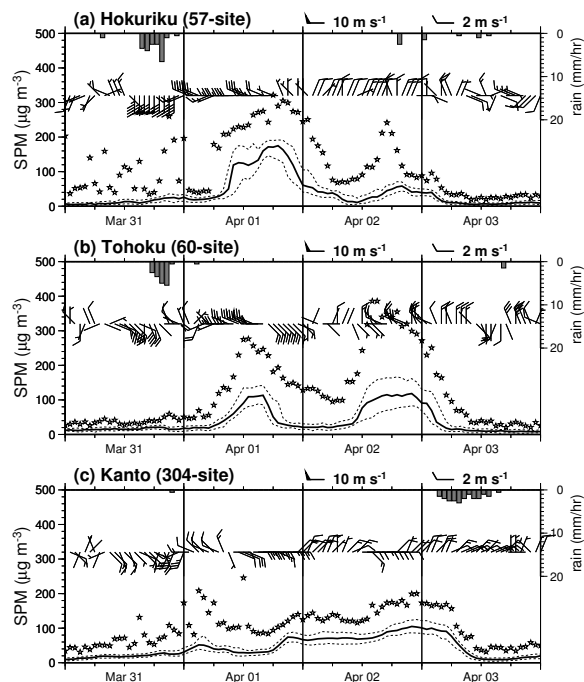 (a) Hokuriku (57-site)
10 m s-1
2 m s-1
500
400
300
200
100
0
SPM (µg m-3)
0
10
20
rain (mm/hr)
Mar 31
Apr 01
Apr 02
Apr 03
(b) Tohoku (60-site)
10 m s-1
2 m s-1
500
400
300
200
100
0
SPM (µg m-3)
0
10
20
rain (mm/hr)
Mar 31
Apr 01
Apr 02
Apr 03
(c) Kanto (304-site)
10 m s-1
2 m s-1
500
400
300
200
100
0
SPM (µg m-3)
0
10
20
rain (mm/hr)
Mar 31
Apr 01
Apr 02
Apr 03